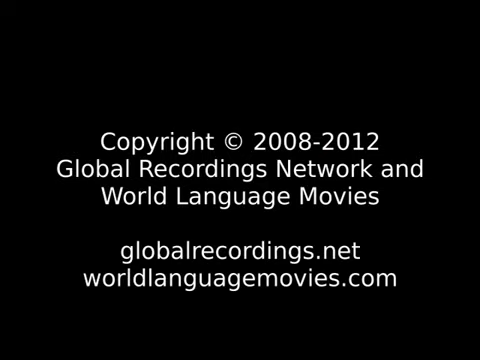 Copyright © 2008-2012
Global Recordings Network and
World Language Movies
globalrecordings.net
worldlanguagemovies.com